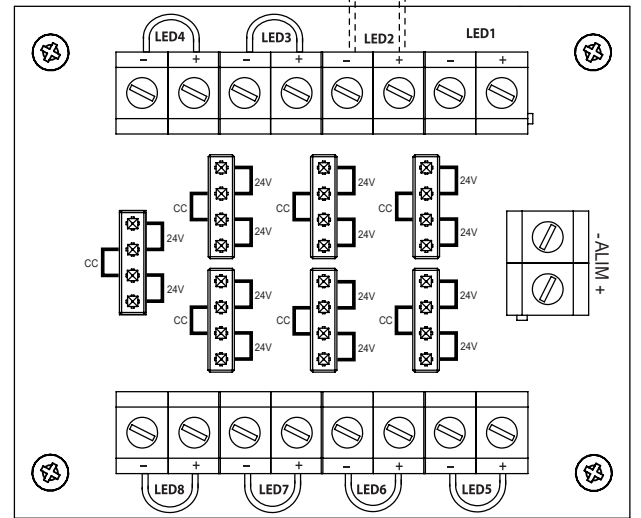 LED4 LED3 LED2 LED1
– + – + – + – +
24V 24V 24V
CC CC CC
24V 24V 24V
24V
CC
24V
- ALIM +
24V 24V 24V
CC CC CC
24V 24V 24V
– + – + – + – +
LED8 LED7 LED6 LED5